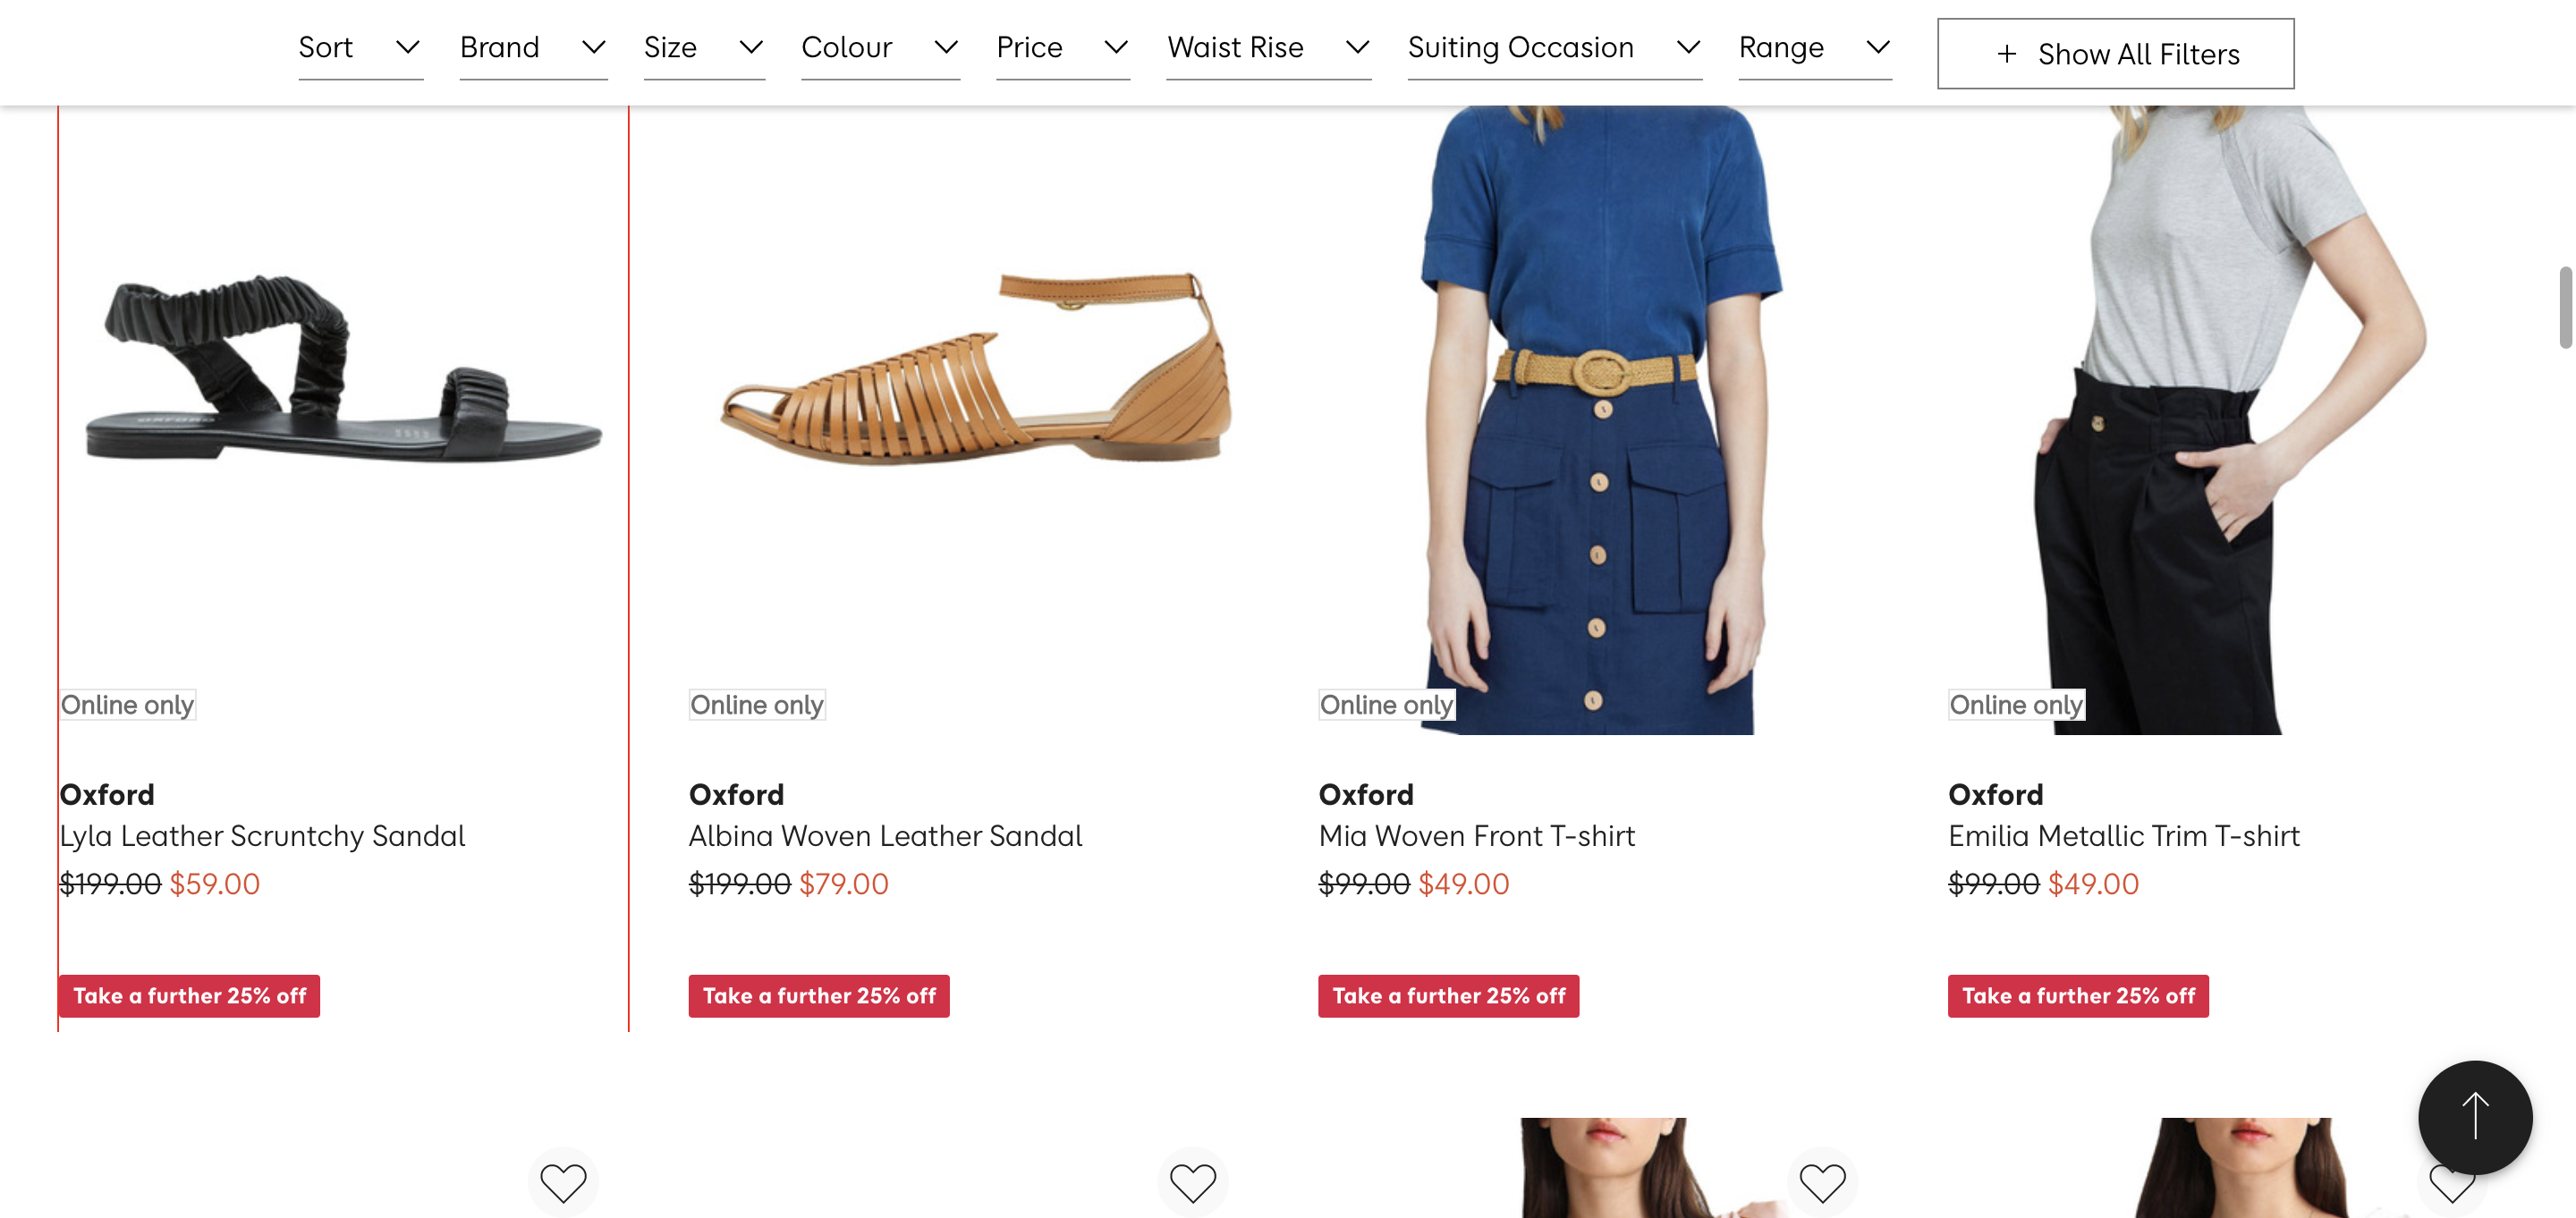 Sort
Brand
Size
Colour
Price
Waist Rise
Suiting Occasion
Range
+ Show All Filters
OXFORD
Online only
Online only
Online only
Online only
Oxford
Lyla Leather Scruntchy Sandal
$199.00 $59.00
Take a further 25% off
Oxford
Albina Woven Leather Sandal
$199.00 $79.00
Take a further 25% off
Oxford
Mia Woven Front T-shirt
$99.00 $49.00
Take a further 25% off
Oxford
Emilia Metallic Trim T-shirt
$99.00 $49.00
Take a further 25% off